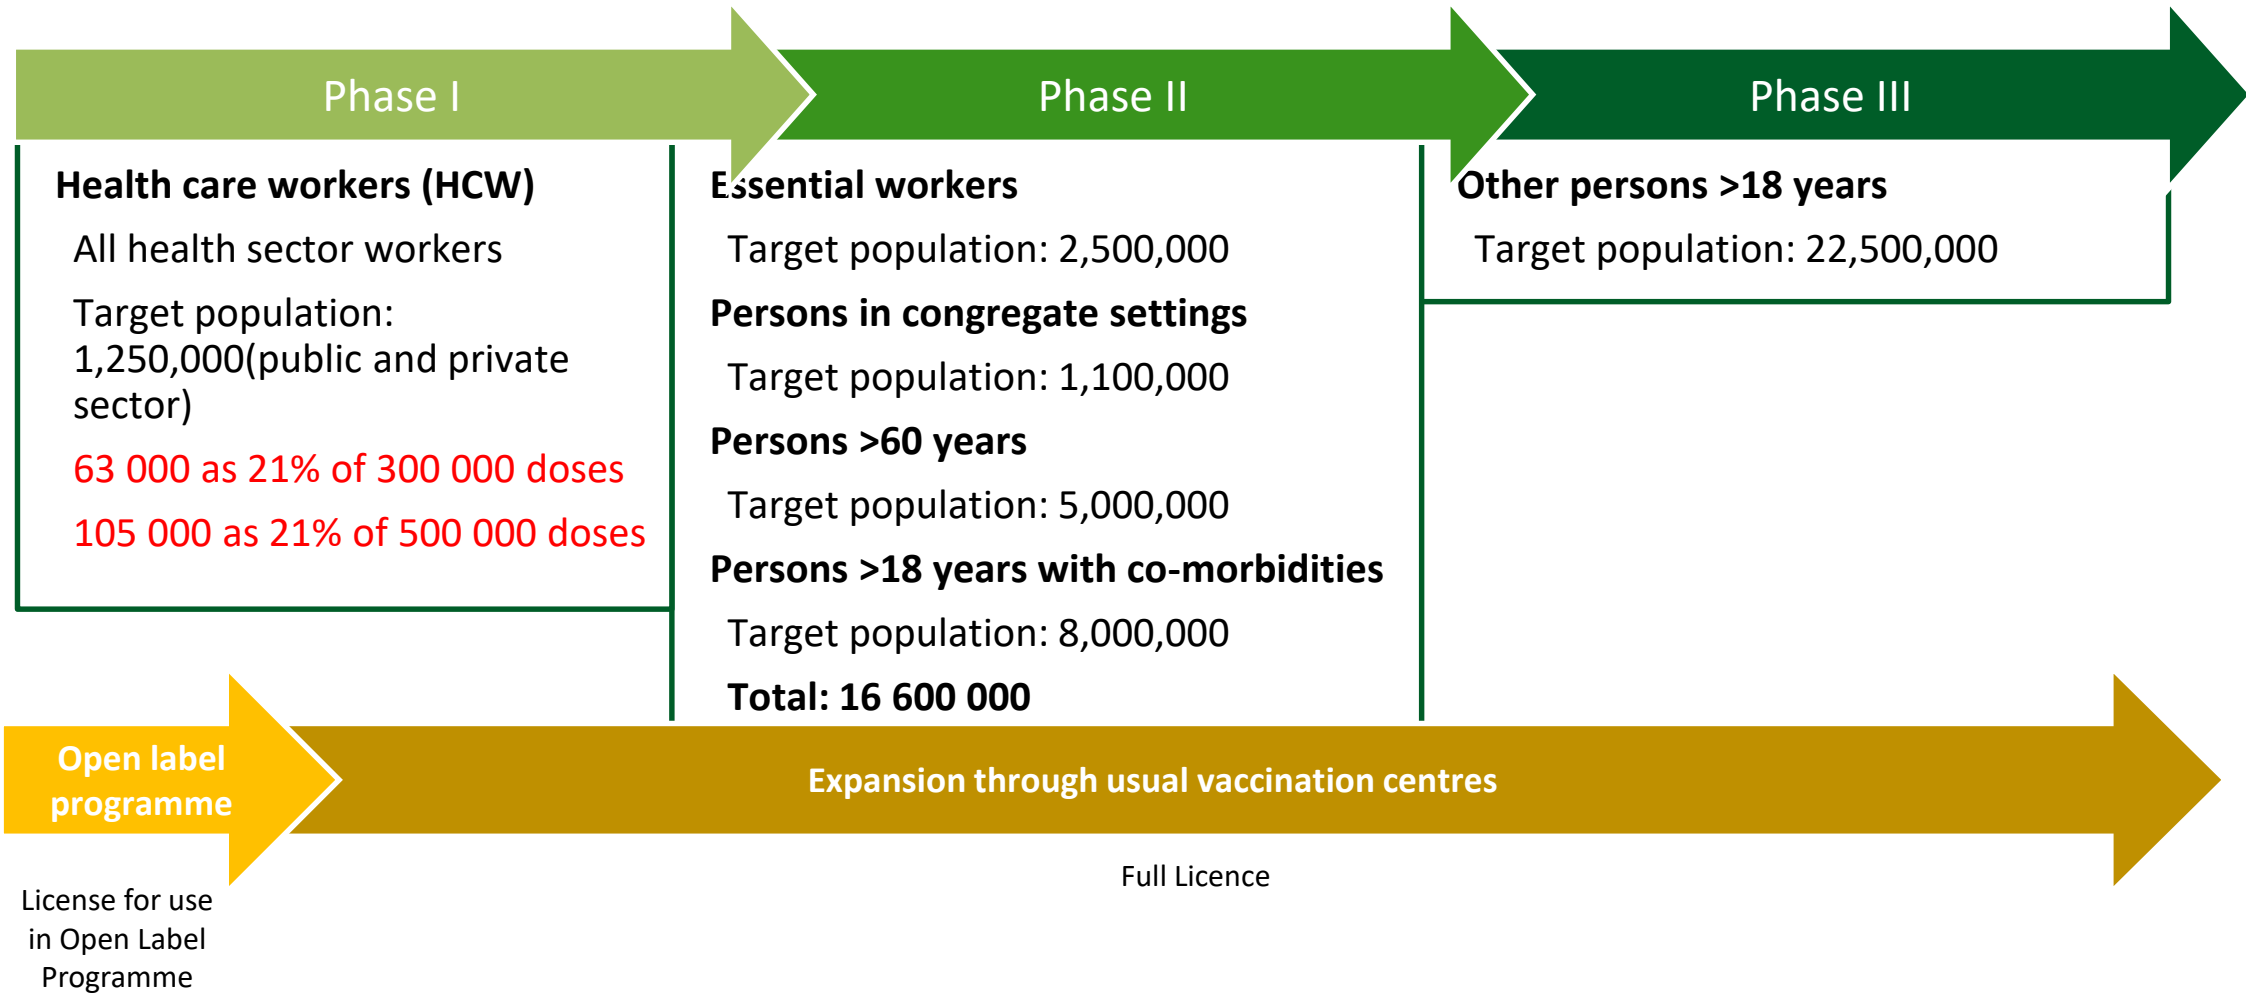 Phase I
Phase II
Phase III
Health care workers (HCW)
All health sector workers
Target population:
1,250,000(public and private
sector)
63 000 as 21% of 300 000 doses
105 000 as 21% of 500 000 doses
Essential workers
Target population: 2,500,000
Persons in congregate settings
Target population: 1,100,000
Persons >60 years
Target population: 5,000,000
Persons >18 years with co-morbidities
Target population: 8,000,000
Total: 16 600 000
Other persons >18 years
Target population: 22,500,000
Open label
programme
Expansion through usual vaccination centres
License for use
in Open Label
Programme
Full Licence